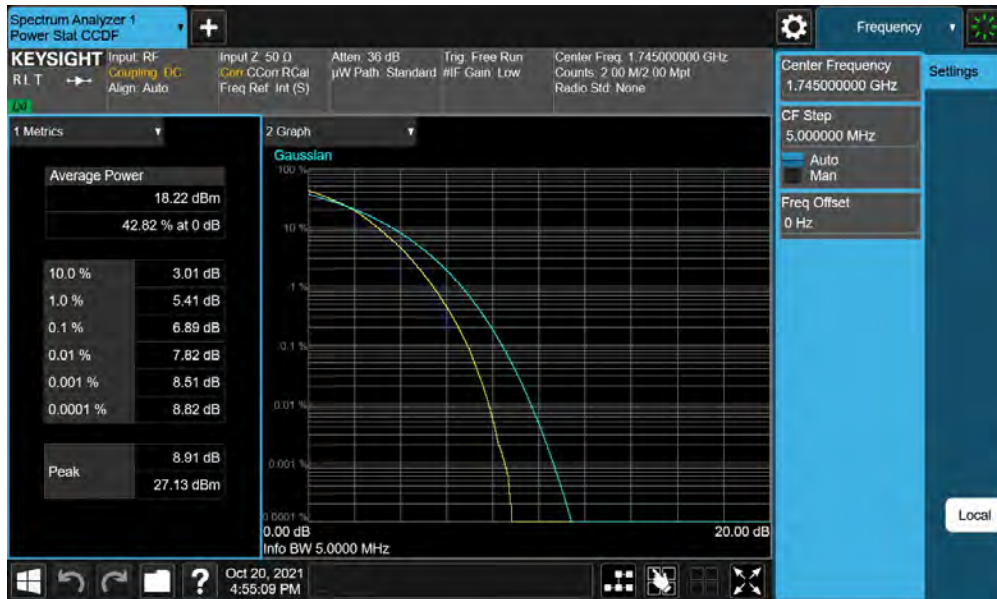 Spectrum Analyzer 1
Power Stat CCDF
Frequency
KEYSIGHT
RLT
Input: RF
Coupling: DC
Align: Auto
Input Z: 50 Ω
Corr CCorr RCal
Freq Ref: Int (S)
Atten: 36 dB
µW Path: Standard
Trig: Free Run
#IF Gain: Low
Center Freq: 1.745000000 GHz
Counts: 2.00 M/2.00 Mpt
Radio Std: None
Center Frequency
1.745000000 GHz
Settings
CF Step
5.000000 MHz
Auto
Man
Freq Offset
0 Hz
1 Metrics
Average Power
18.22 dBm
42.82 % at 0 dB
10.0 % 3.01 dB
1.0 % 5.41 dB
0.1 % 6.89 dB
0.01 % 7.82 dB
0.001 % 8.51 dB
0.0001 % 8.82 dB
Peak
8.91 dB
27.13 dBm
2 Graph
Gaussian
100 %
10 %
1 %
0.1 %
0.01 %
0.001 %
0.0001 %
0.00 dB 20.00 dB
Info BW 5.0000 MHz
Local
?
Oct 20, 2021
4:55:09 PM